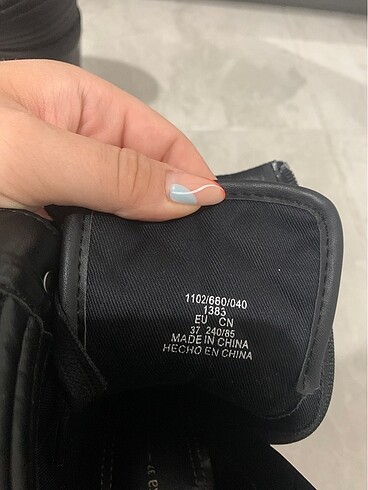 1102/660/040
1383
EU CN
37 240/85
MADE IN CHINA
HECHO EN CHINA